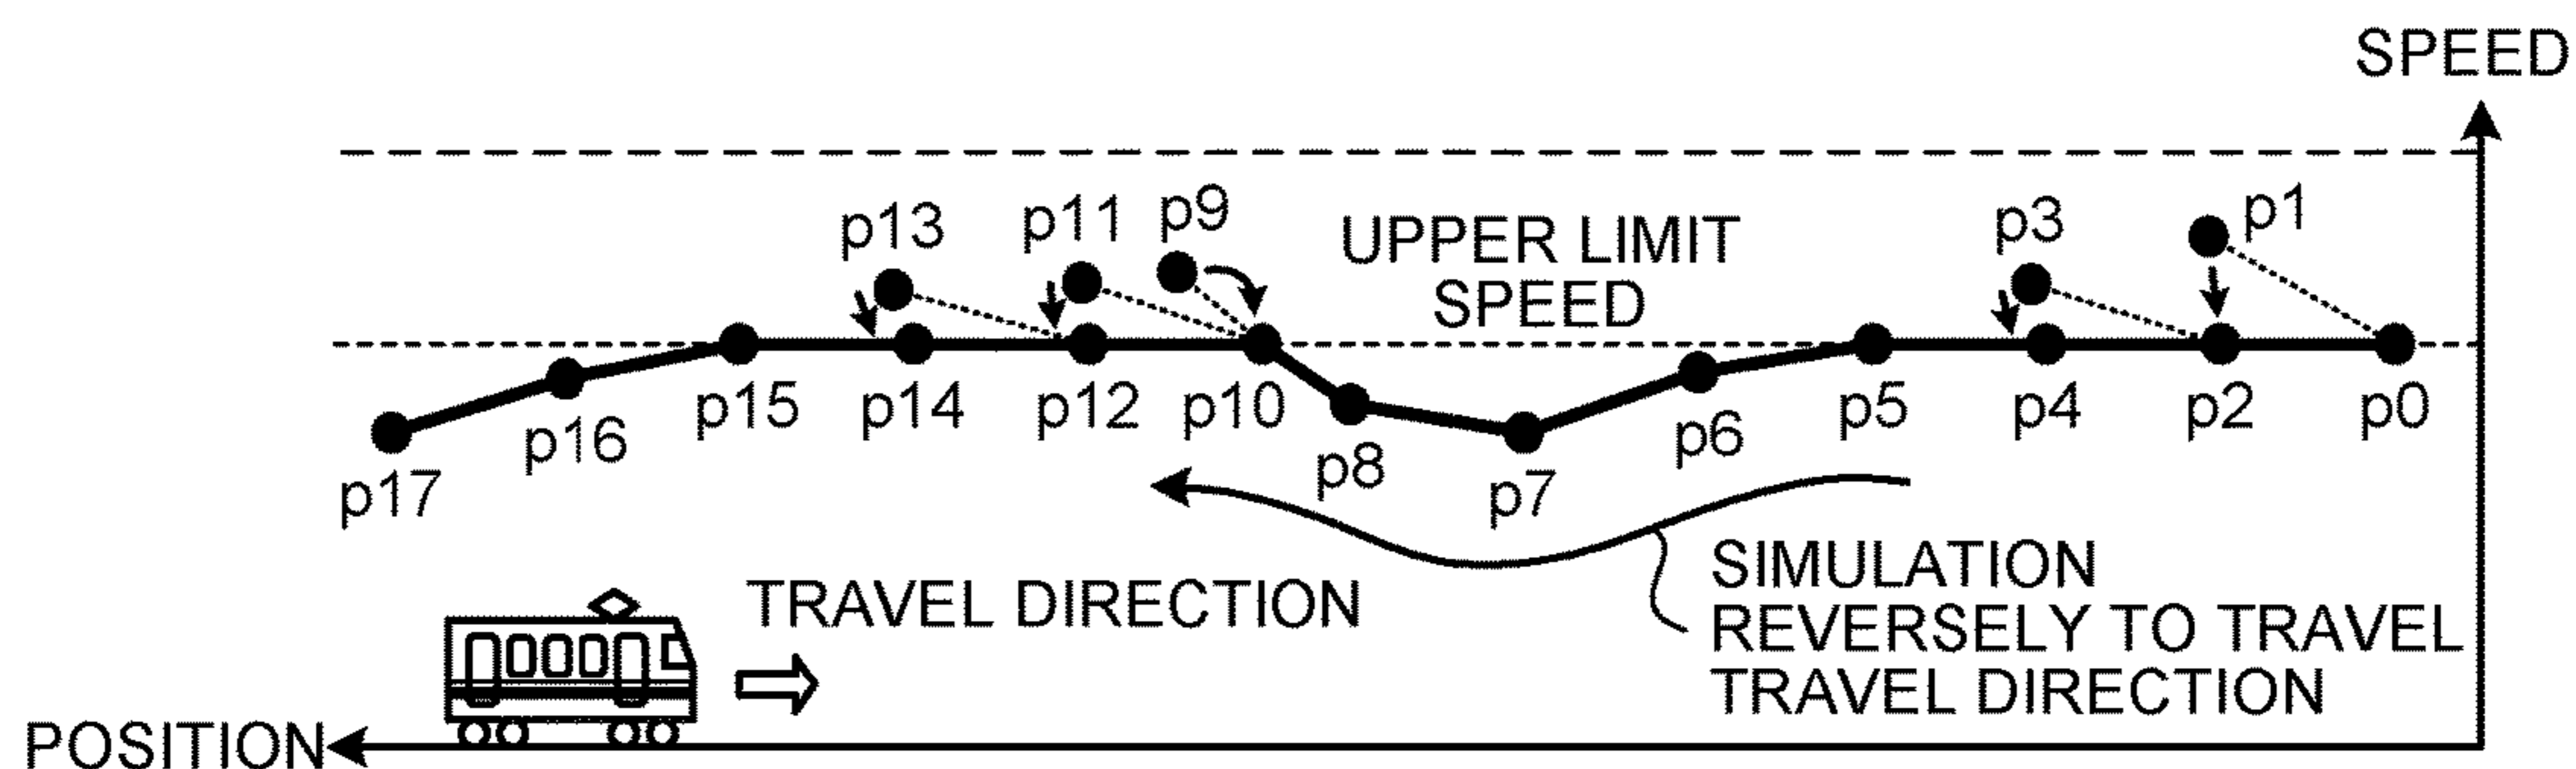 SPEED
p13
p11
p9
UPPER LIMIT
SPEED
p3
p1
p17
p16
p15
p14
p12
p10
p8
p7
p6
p5
p4
p2
p0
TRAVEL DIRECTION
SIMULATION
REVERSELY TO TRAVEL
TRAVEL DIRECTION
POSITION